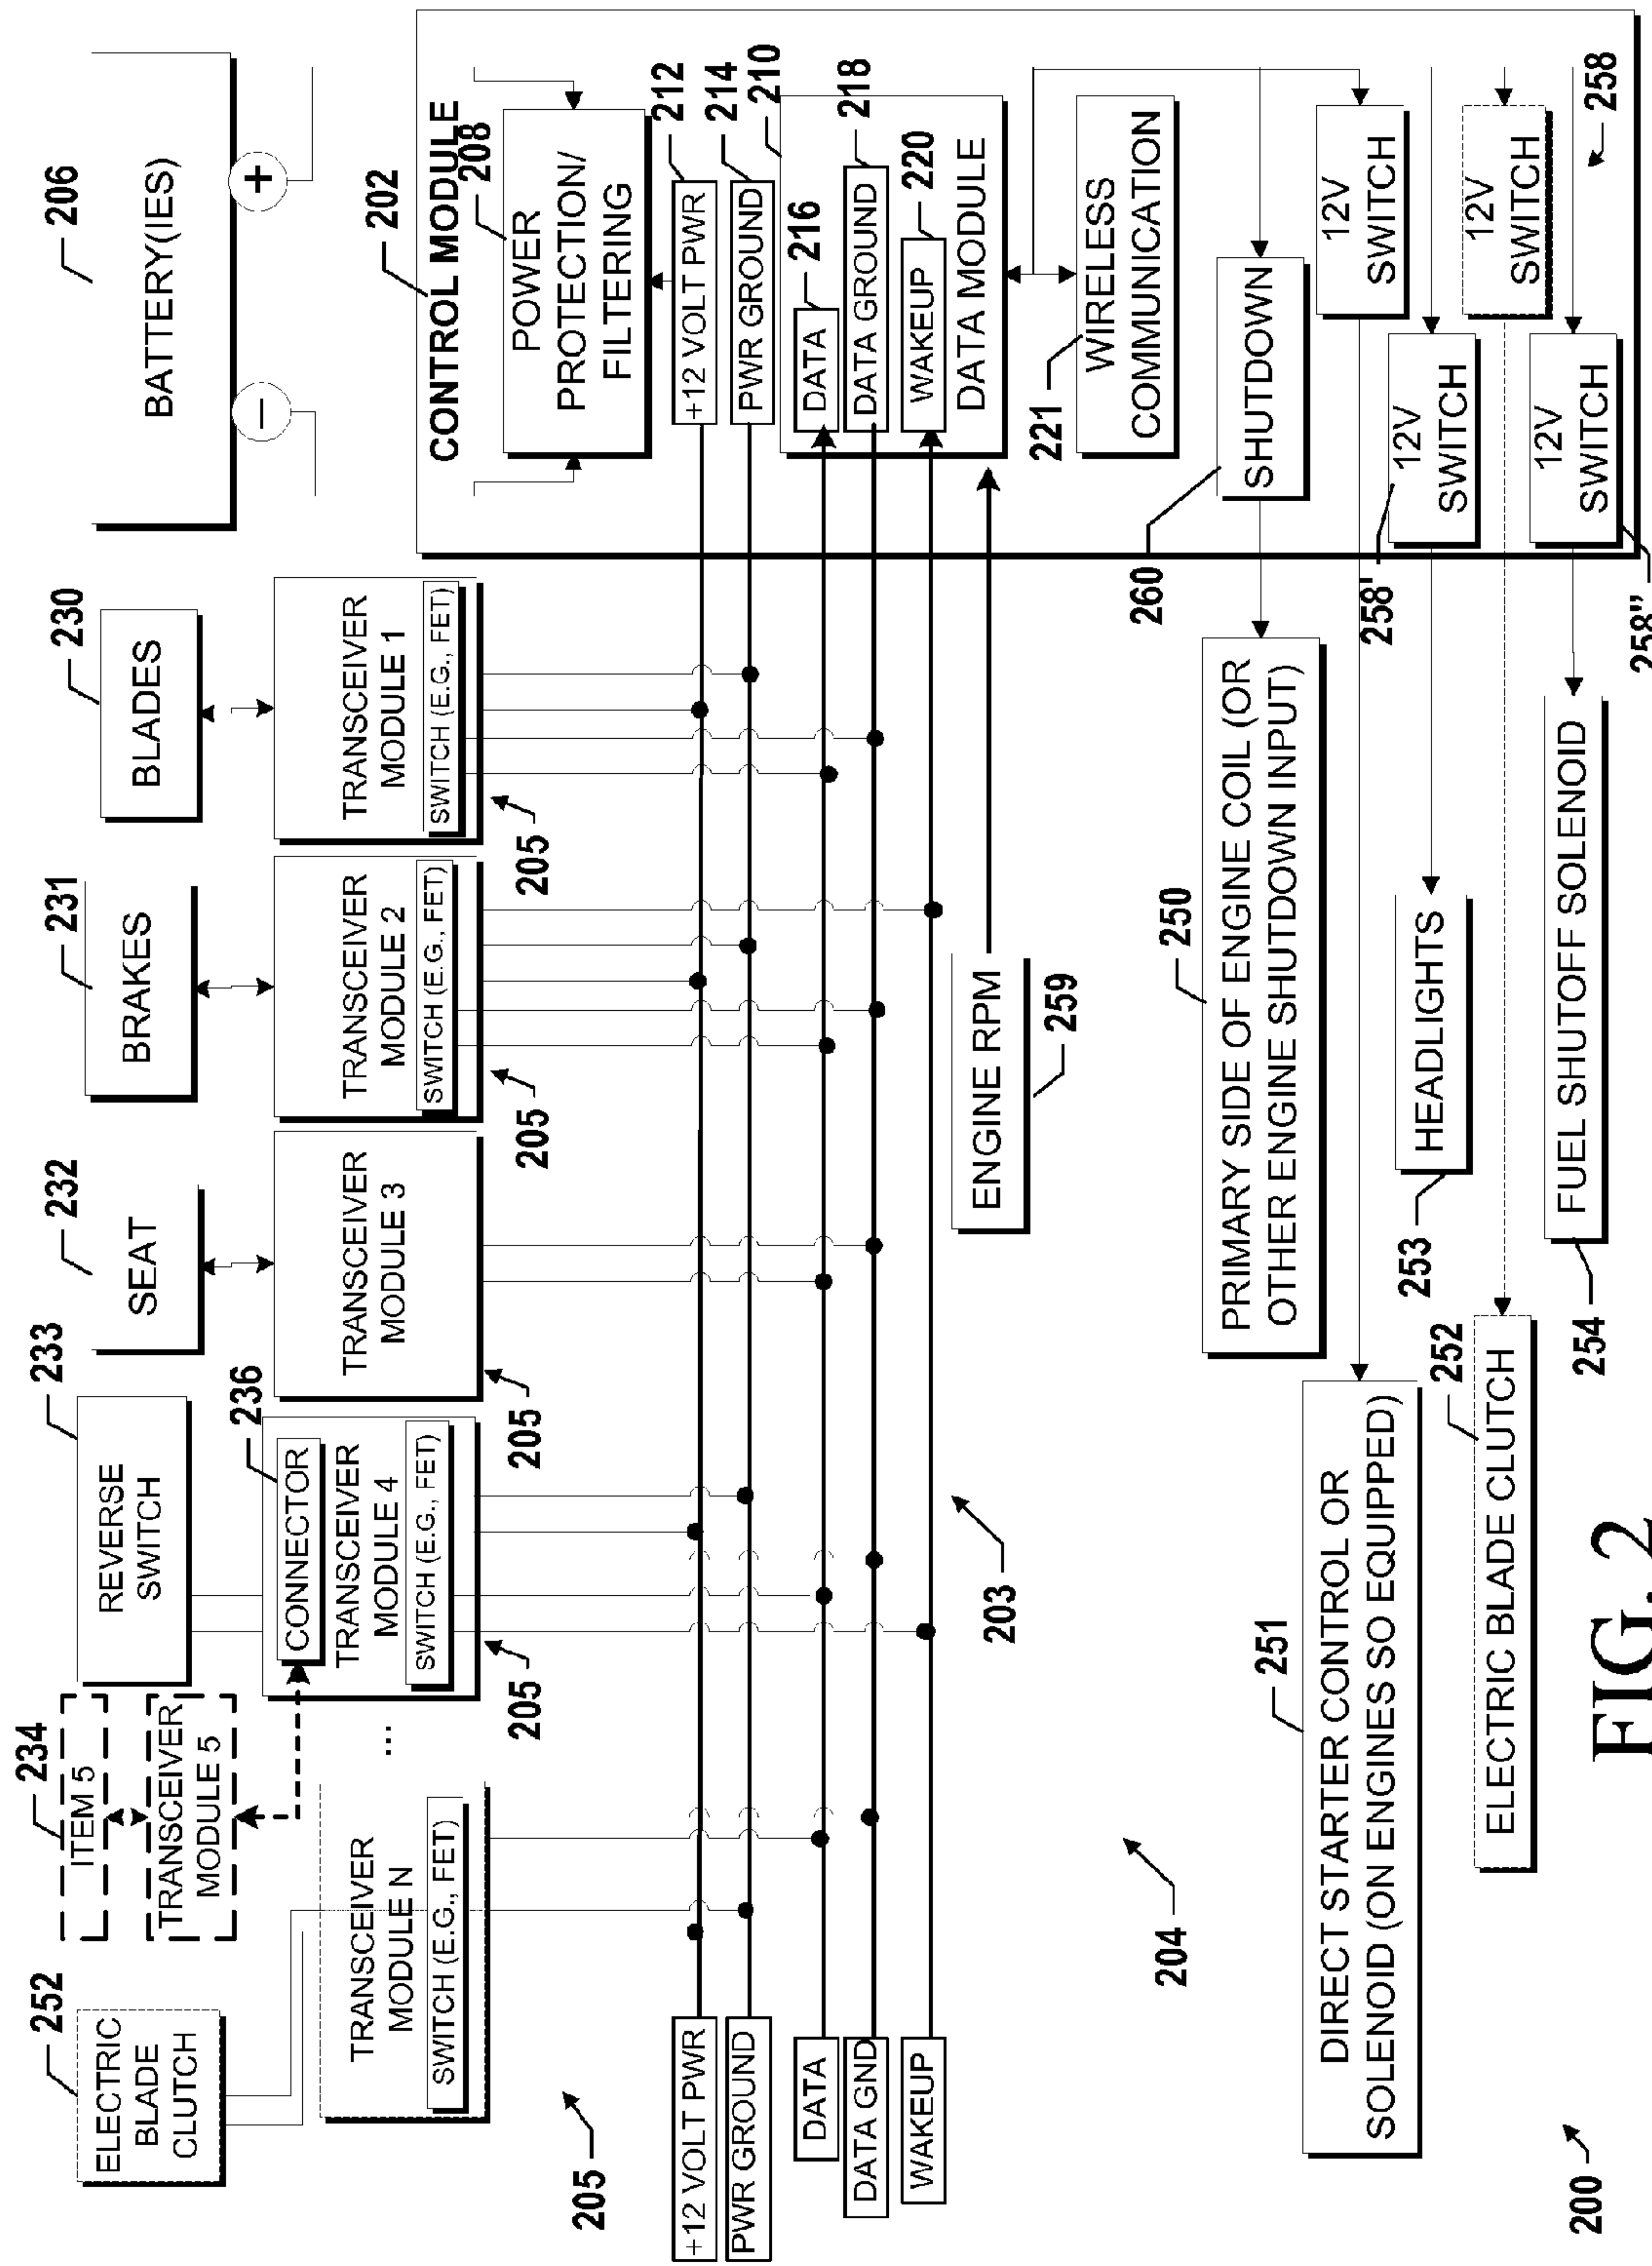 252
ELECTRIC
BLADE
CLUTCH
234
ITEM 5
TRANSCEIVER
MODULE 5
233
REVERSE
SWITCH
232
SEAT
231
BRAKES
230
BLADES
206
BATTERY(IES)
−
+
TRANSCEIVER
MODULE N
SWITCH (E.G., FET)
205
...
236
CONNECTOR
TRANSCEIVER
MODULE 4
SWITCH (E.G., FET)
205
TRANSCEIVER
MODULE 3
205
TRANSCEIVER
MODULE 2
SWITCH (E.G., FET)
205
TRANSCEIVER
MODULE 1
SWITCH (E.G., FET)
205
202
CONTROL MODULE
208
POWER
PROTECTION/
FILTERING
+12 VOLT PWR
PWR GROUND
DATA
DATA GND
WAKEUP
+12 VOLT PWR
212
PWR GROUND
214
210
DATA
216
DATA GROUND
218
WAKEUP
220
DATA MODULE
203
ENGINE RPM
259
221
WIRELESS
COMMUNICATION
204
250
PRIMARY SIDE OF ENGINE COIL (OR
OTHER ENGINE SHUTDOWN INPUT)
260
SHUTDOWN
251
DIRECT STARTER CONTROL OR
SOLENOID (ON ENGINES SO EQUIPPED)
12V
SWITCH
253
HEADLIGHTS
258'
12V
SWITCH
252
ELECTRIC BLADE CLUTCH
12V
SWITCH
254
FUEL SHUTOFF SOLENOID
12V
SWITCH
258
258”
200
FIG. 2